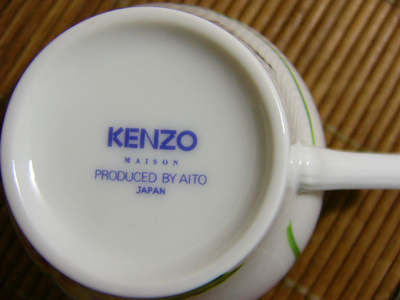 KENZO
MAISON
PRODUCED BY AITO
JAPAN